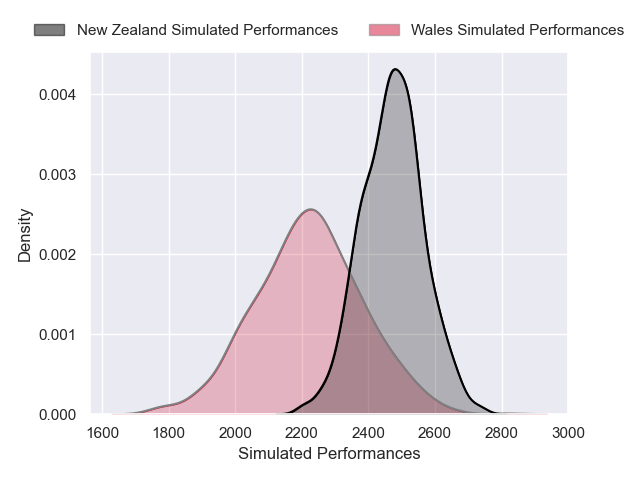 New Zealand Simulated Performances Wales Simulated Performances
0.004
0.003
0.002
0.001
0.000
Density
1600 1800 2000 2200 2400 2600 2800 3000
Simulated Performances